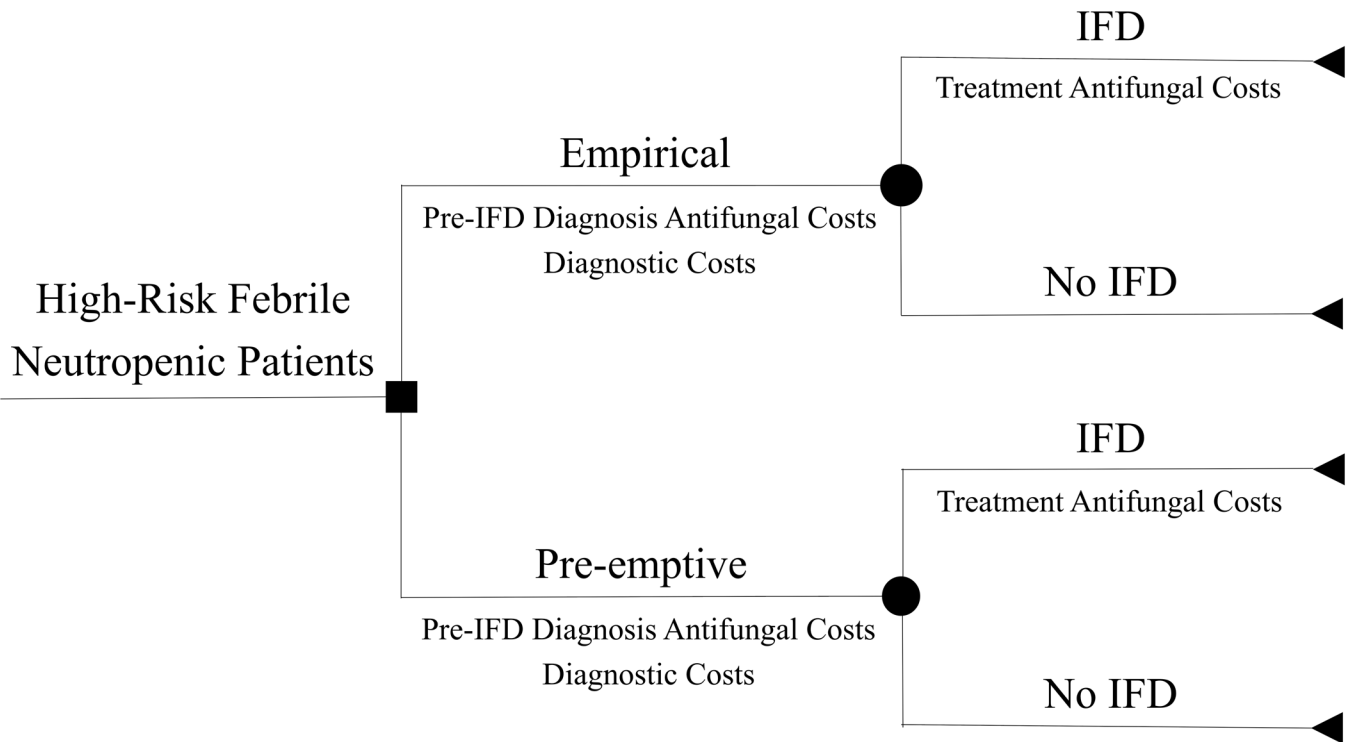 High-Risk Febrile
Neutropenic Patients
Empirical
Pre-IFD Diagnosis Antifungal Costs
Diagnostic Costs
IFD
Treatment Antifungal Costs
No IFD
Pre-emptive
Pre-IFD Diagnosis Antifungal Costs
Diagnostic Costs
IFD
Treatment Antifungal Costs
No IFD